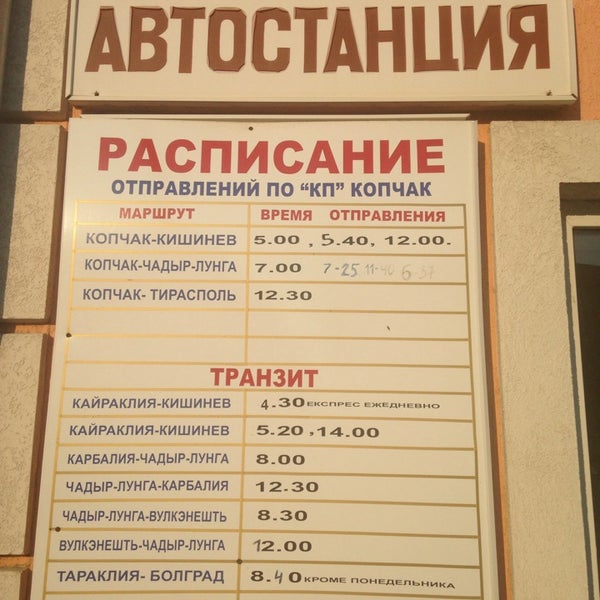 АВТОСТАНЦИЯ
РАСПИСАНИЕ
ОТПРАВЛЕНИЙ ПО "КП" КОПЧАК
МАРШРУТ ВРЕМЯ ОТПРАВЛЕНИЯ
КОПЧАК-КИШИНЕВ 5.00 , 5.40, 12.00.
КОПЧАК-ЧАДЫР-ЛУНГА 7.00 7-25 11-40
КОПЧАК- ТИРАСПОЛЬ 12.30
ТРАНЗИТ
КАЙРАКЛИЯ-КИШИНЕВ 4.30 ЕКСПРЕС ЕЖЕДНЕВНО
КАЙРАКЛИЯ-КИШИНЕВ 5.20 ,14.00
КАРБАЛИЯ-ЧАДЫР-ЛУНГА 8.00
ЧАДЫР-ЛУНГА-КАРБАЛИЯ 12.30
ЧАДЫР-ЛУНГА-ВУЛКЭНЕШТЬ 8.30
ВУЛКЭНЕШТЬ-ЧАДЫР-ЛУНГА 12.00
ТАРАКЛИЯ- БОЛГРАД 8.40 КРОМЕ ПОНЕДЕЛЬНИКА